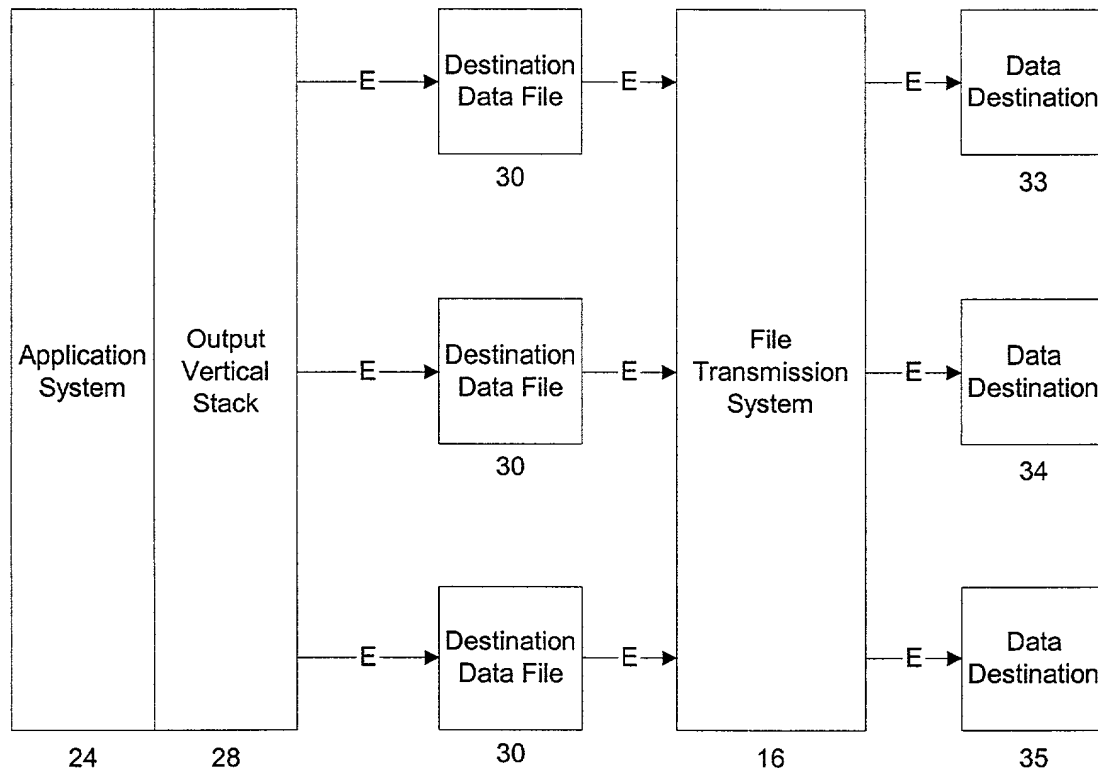 E
Destination
Data File
E
E
Data
Destination
30
33
Application
System
Output
Vertical
Stack
E
Destination
Data File
E
File
Transmission
System
E
Data
Destination
30
34
E
Destination
Data File
E
E
Data
Destination
24
28
30
16
35